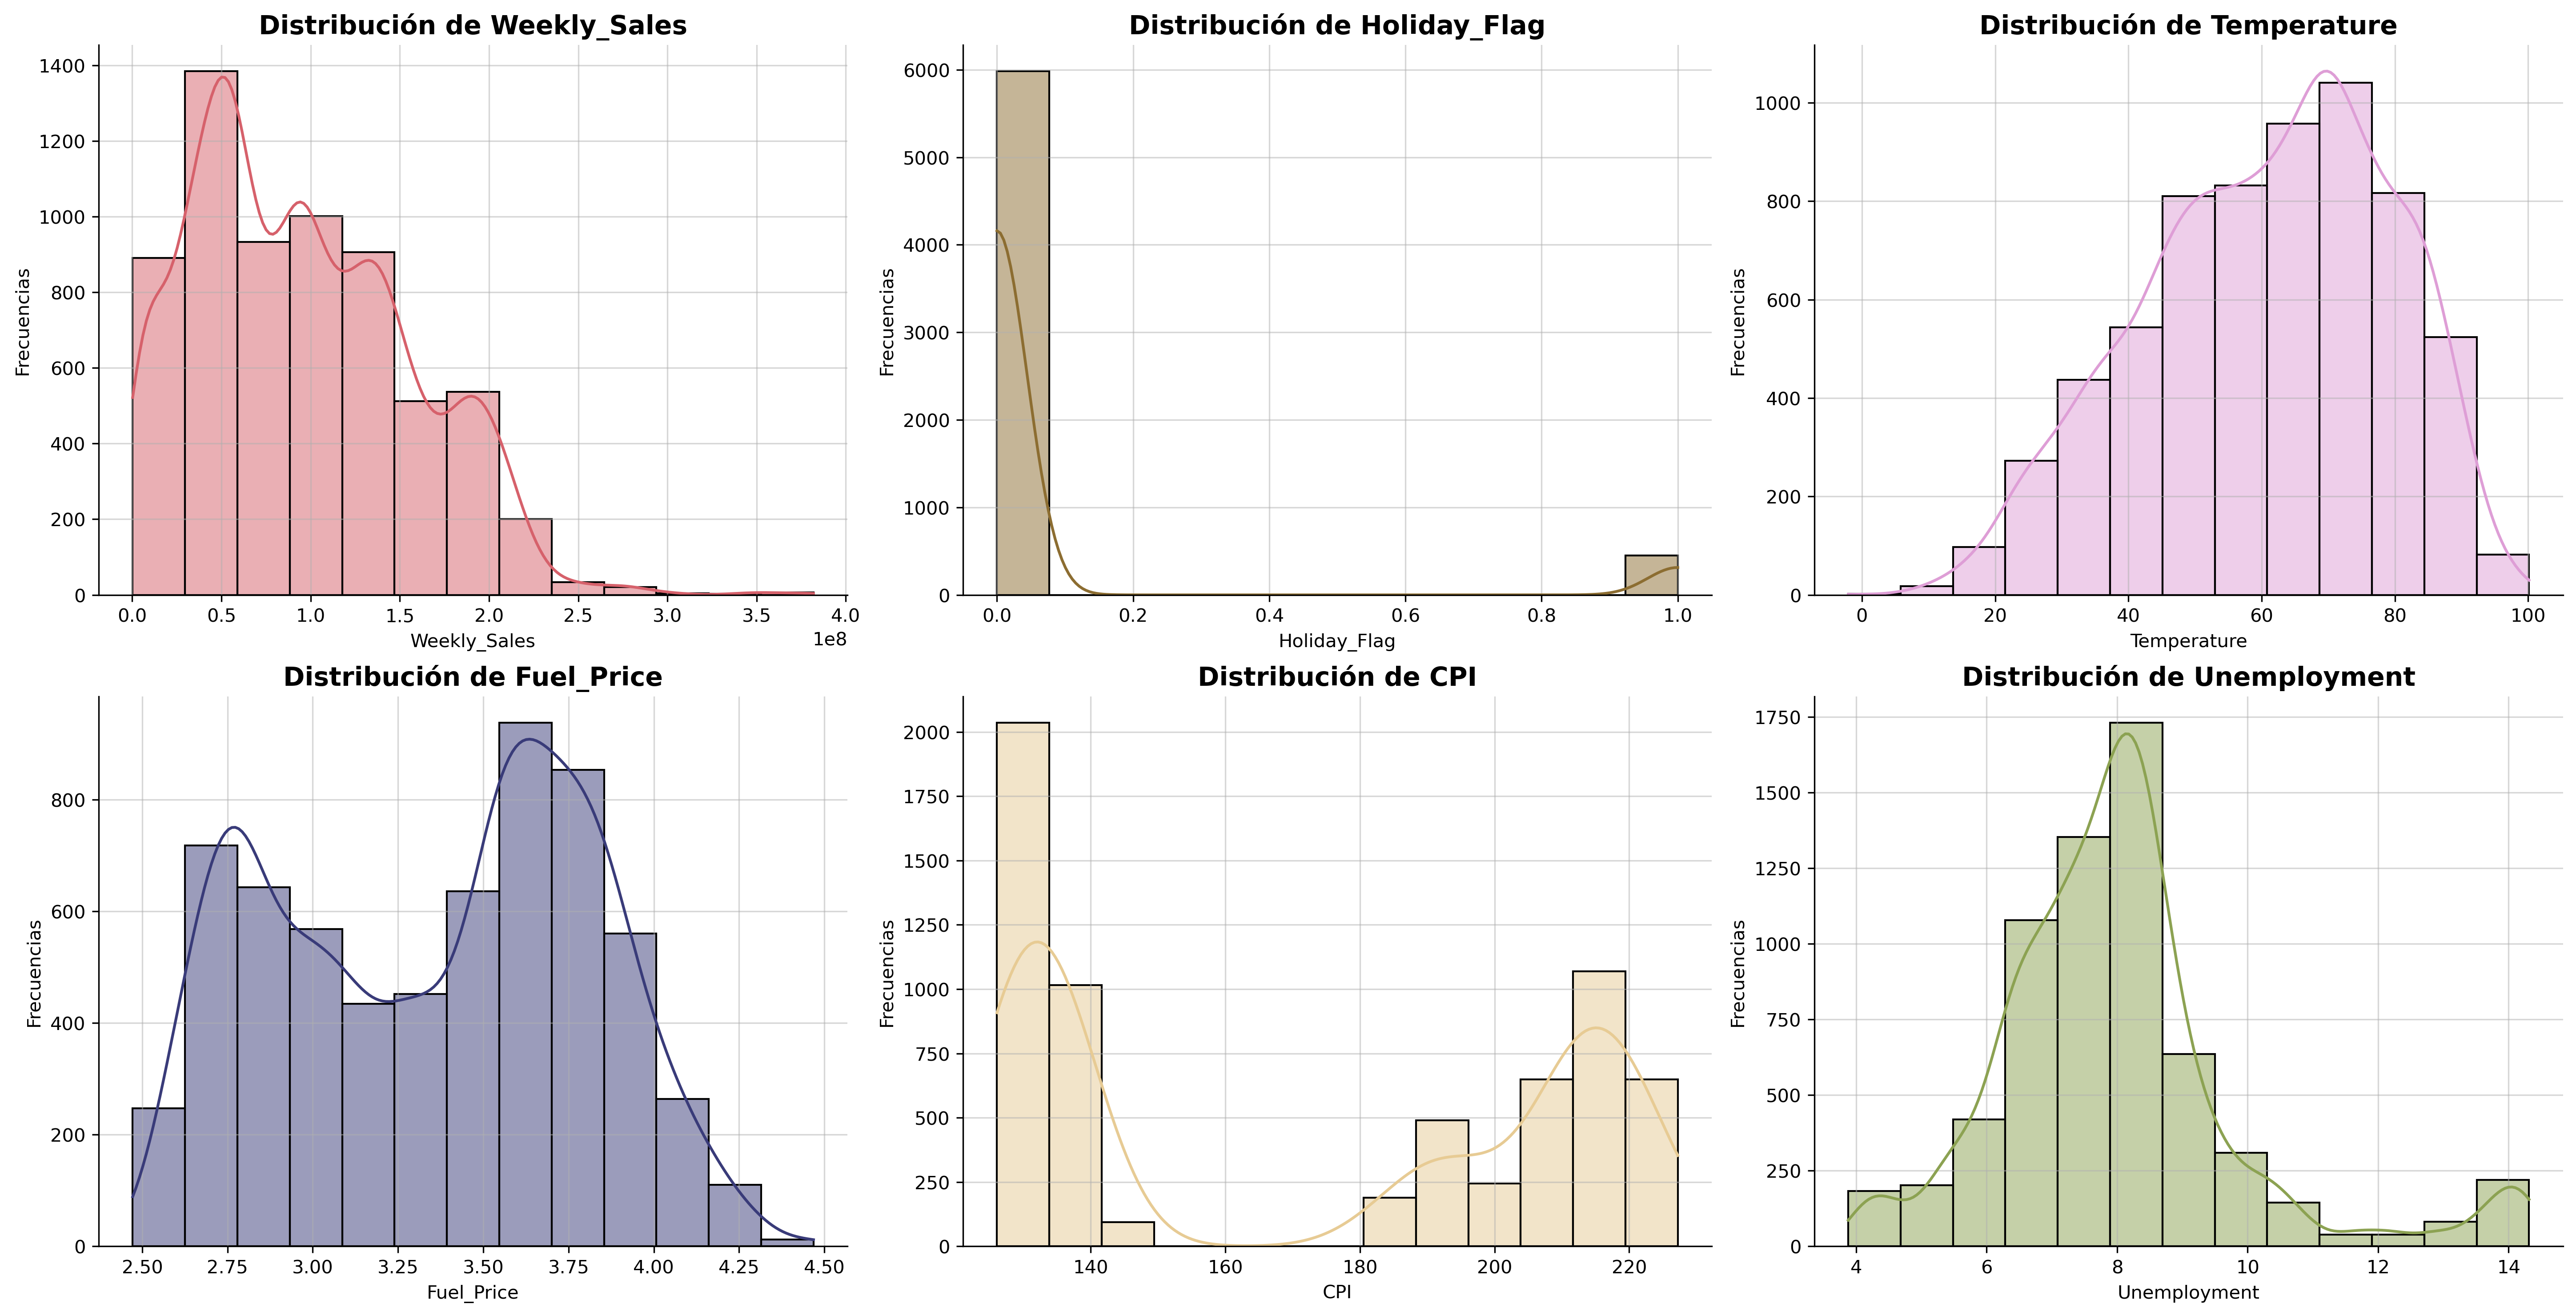 Distribución de Weekly_Sales
Frecuencias
1400
1200
1000
800
600
400
200
0
0.0 0.5 1.0 1.5 2.0 2.5 3.0 3.5 4.0
1e8
Weekly_Sales
Distribución de Holiday_Flag
Frecuencias
6000
5000
4000
3000
2000
1000
0
0.0 0.2 0.4 0.6 0.8 1.0
Holiday_Flag
Distribución de Temperature
Frecuencias
1000
800
600
400
200
0
0 20 40 60 80 100
Temperature
Distribución de Fuel_Price
Frecuencias
800
600
400
200
0
2.50 2.75 3.00 3.25 3.50 3.75 4.00 4.25 4.50
Fuel_Price
Distribución de CPI
Frecuencias
2000
1750
1500
1250
1000
750
500
250
0
140 160 180 200 220
CPI
Distribución de Unemployment
Frecuencias
1750
1500
1250
1000
750
500
250
0
4 6 8 10 12 14
Unemployment